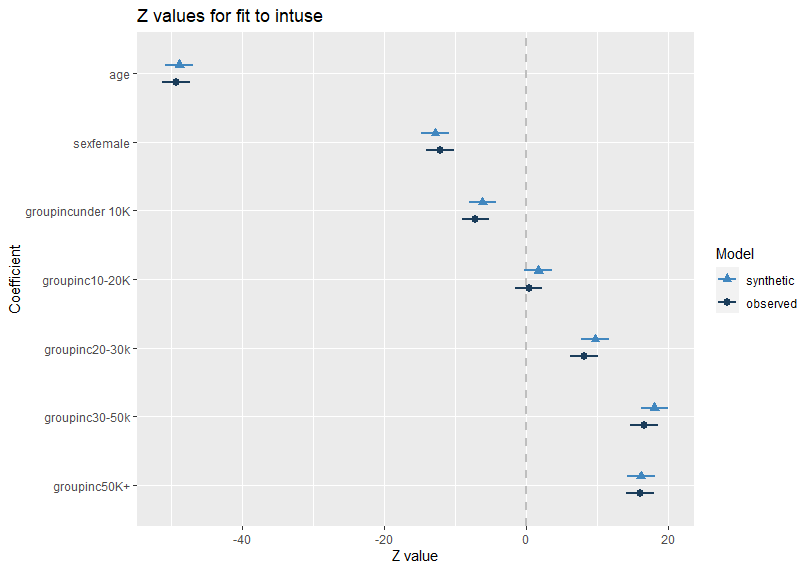 Z values for fit to intuse
Coefficient
age
sexfemale
groupincunder 10K
groupinc10-20K
groupinc20-30k
groupinc30-50k
groupinc50K+
-40
-20
0
20
Z value
Model
synthetic
observed